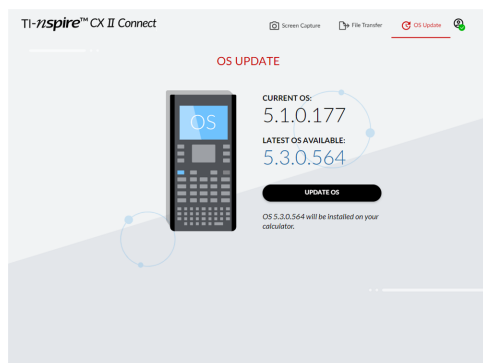 TI-nspire™ CX II Connect
Screen Capture
File Transfer
OS Update
OS UPDATE
OS
CURRENT OS:
5.1.0.177
LATEST OS AVAILABLE:
5.3.0.564
UPDATE OS
OS 5.3.0.564 will be installed on your
calculator.